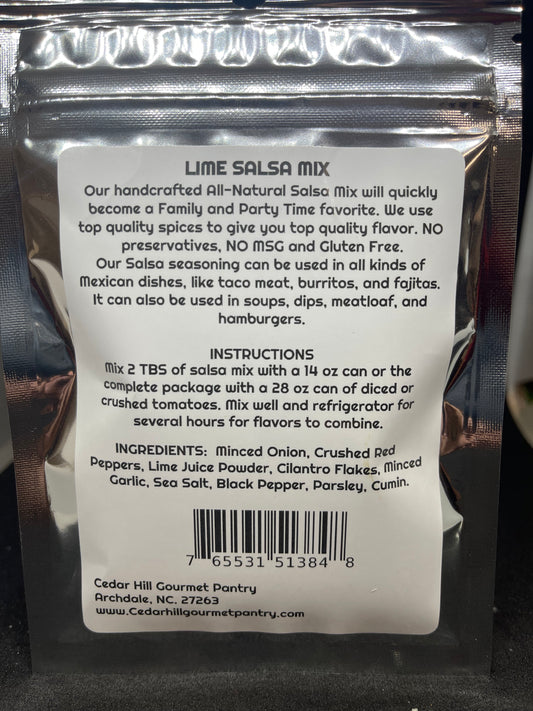 LIME SALSA MIX
Our handcrafted All-Natural Salsa Mix will quickly
become a Family and Party Time favorite. We use
top quality spices to give you top quality flavor. NO
preservatives, NO MSG and Gluten Free.
Our Salsa seasoning can be used in all kinds of
Mexican dishes, like taco meat, burritos, and fajitas.
It can also be used in soups, dips, meatloaf, and
hamburgers.
INSTRUCTIONS
Mix 2 TBS of salsa mix with a 14 oz can or the
complete package with a 28 oz can of diced or
crushed tomatoes. Mix well and refrigerator for
several hours for flavors to combine.
INGREDIENTS: Minced Onion, Crushed Red
Peppers, Lime Juice Powder, Cilantro Flakes, Minced
Garlic, Sea Salt, Black Pepper, Parsley, Cumin.
7 65531 51384 8
Cedar Hill Gourmet Pantry
Archdale, NC. 27263
www.Cedarhillgourmetpantry.com